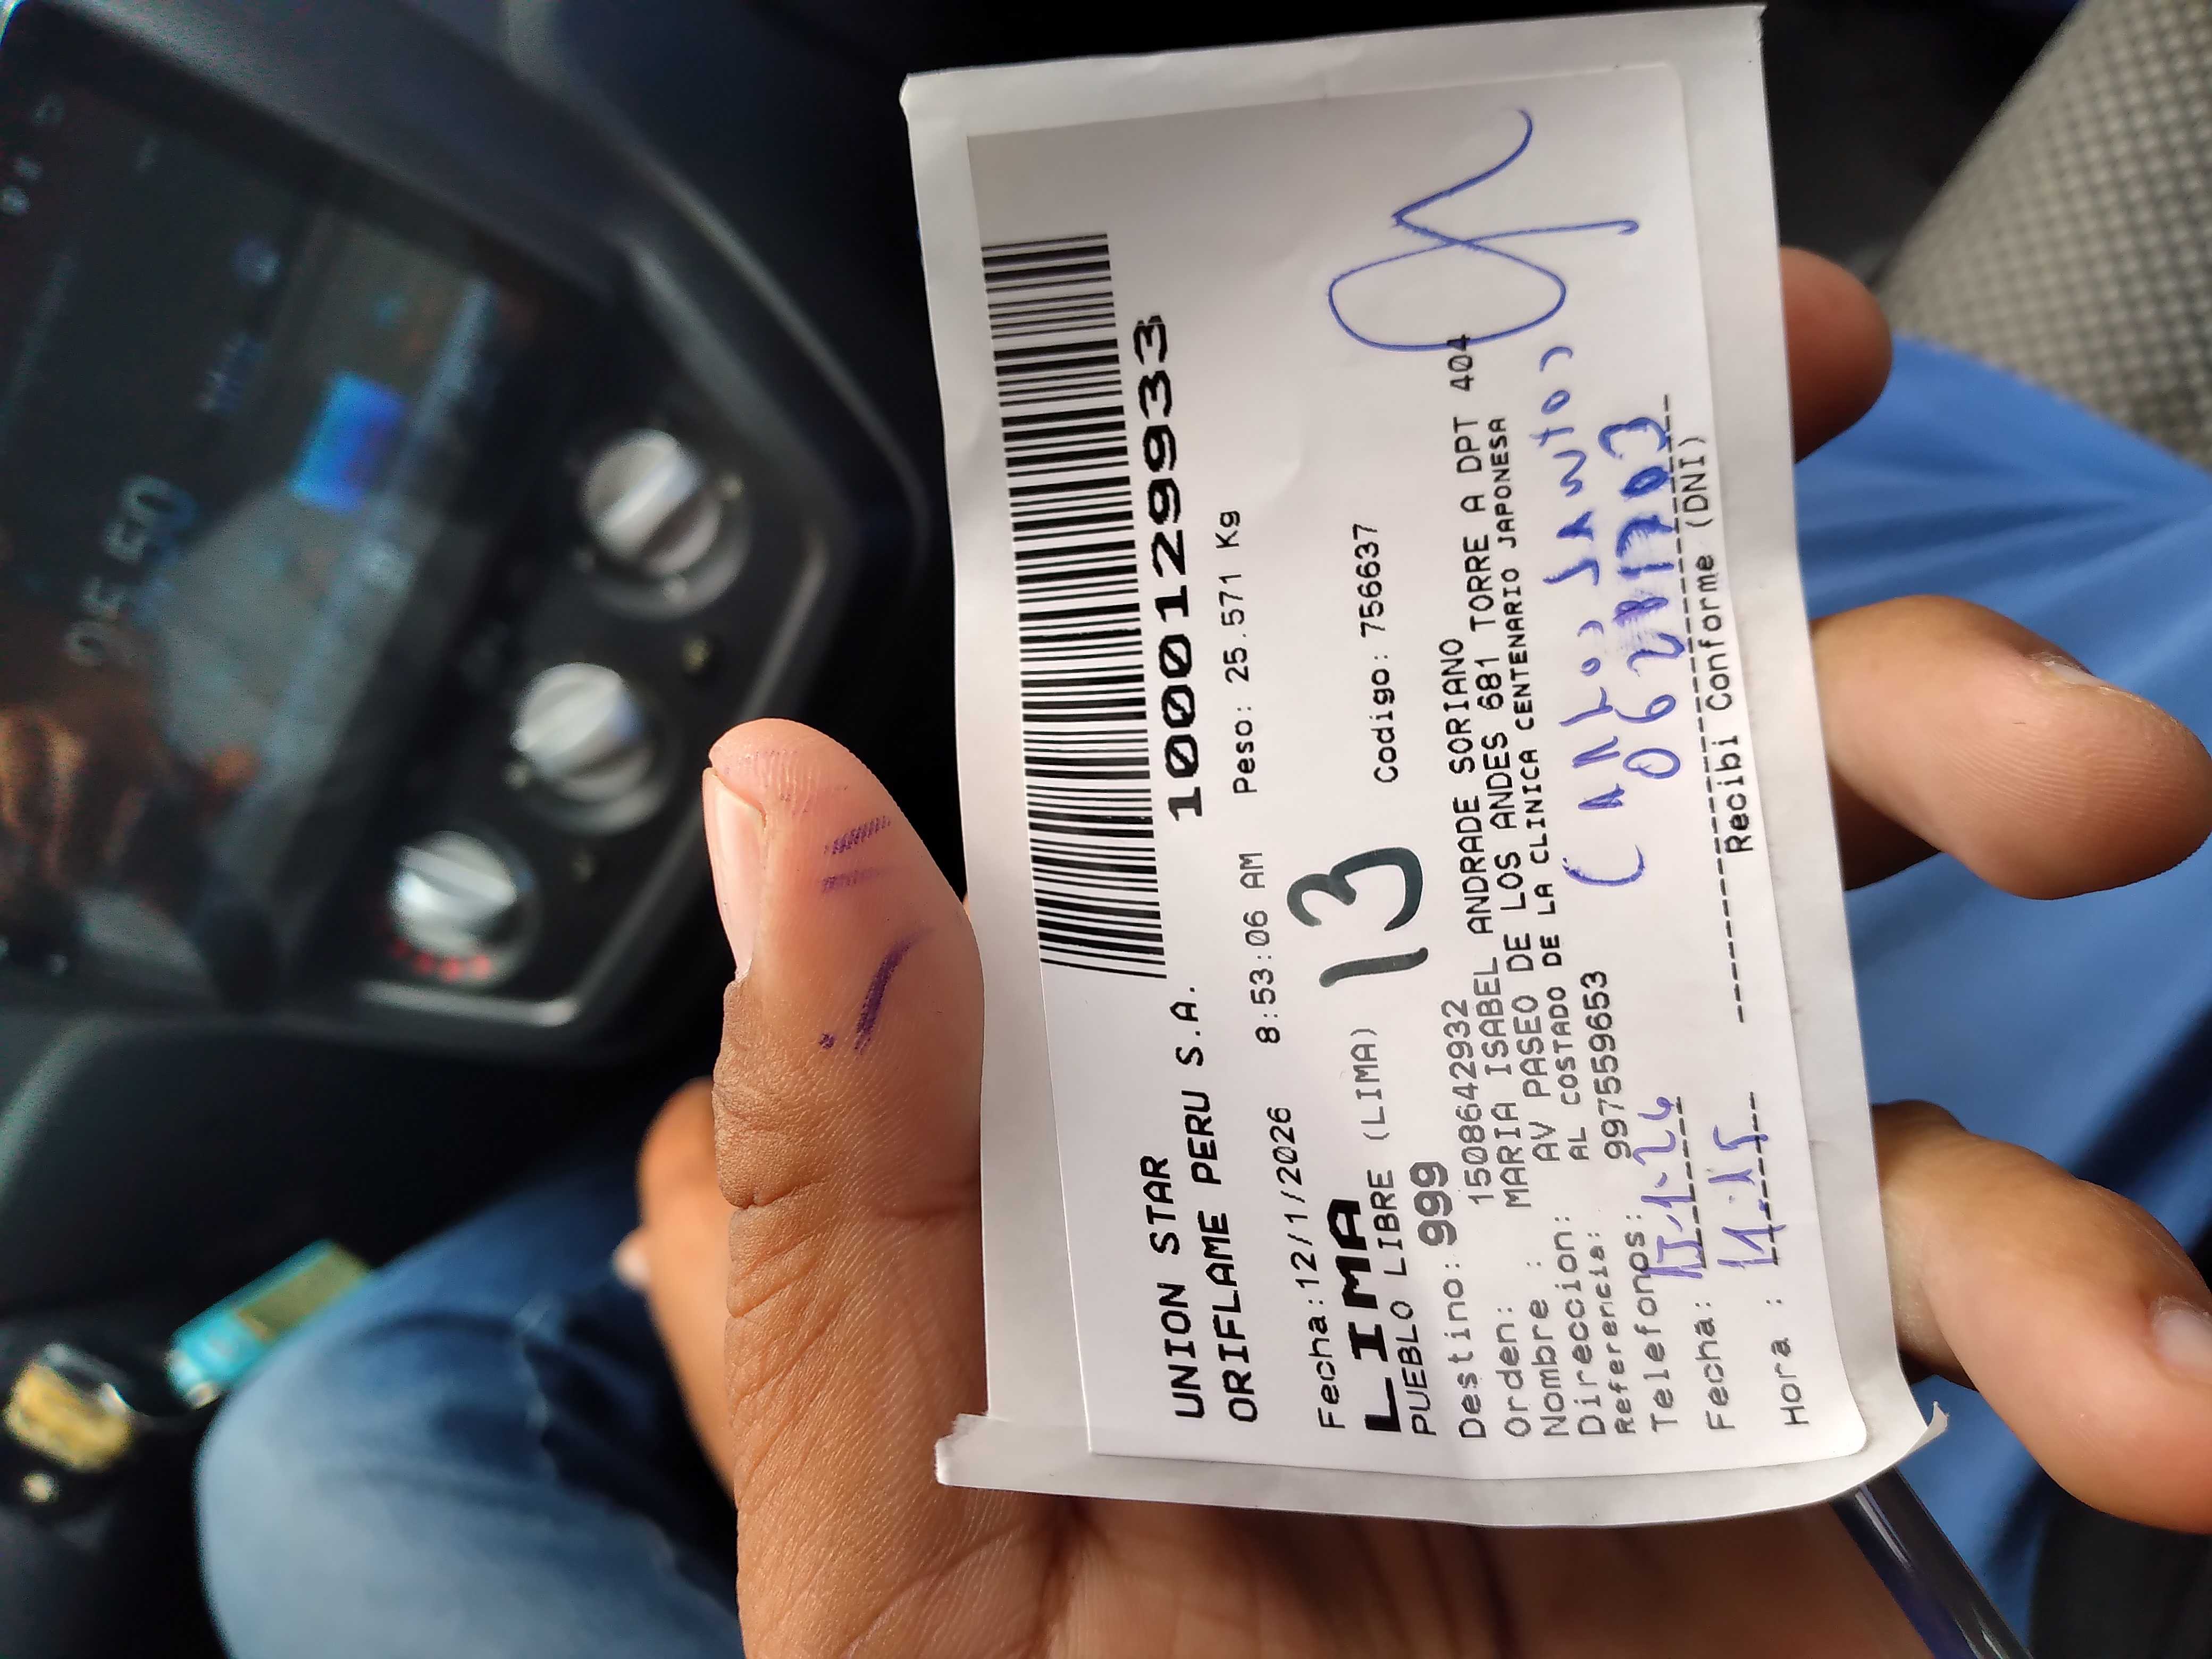 UNION STAR
ORIFLAME PERU S.A. 10001299933
Fecha:12/1/2026 8:53:06 AM Peso: 25.571 Kg
LIMA
PUEBLO LIBRE (LIMA) 13 Codigo: 756637
Destino: 999
Orden: 1508642932
Nombre : MARIA ISABEL ANDRADE SORIANO
Direccion: AV PASEO DE LOS ANDES 681 TORRE A DPT 404
Referencia: AL COSTADO DE LA CLINICA CENTENARIO JAPONESA
Telefonos: 997559653
CARLOS SANTOS
Fecha:
Hora :
Recibi Conforme (DNI)